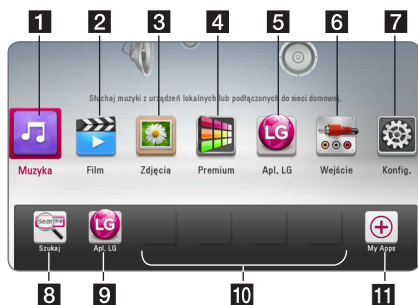 1 2 3 4 5 6 7
Słuchaj muzyki z urządzeń lokalnych lub podłączonych do sieci domowej.
LG
Muzyka Film Zdjęcia Premium Apl. LG Wejście Konfig.
Search LG
Szukaj Apl. LG My Apps
8 9 10 11